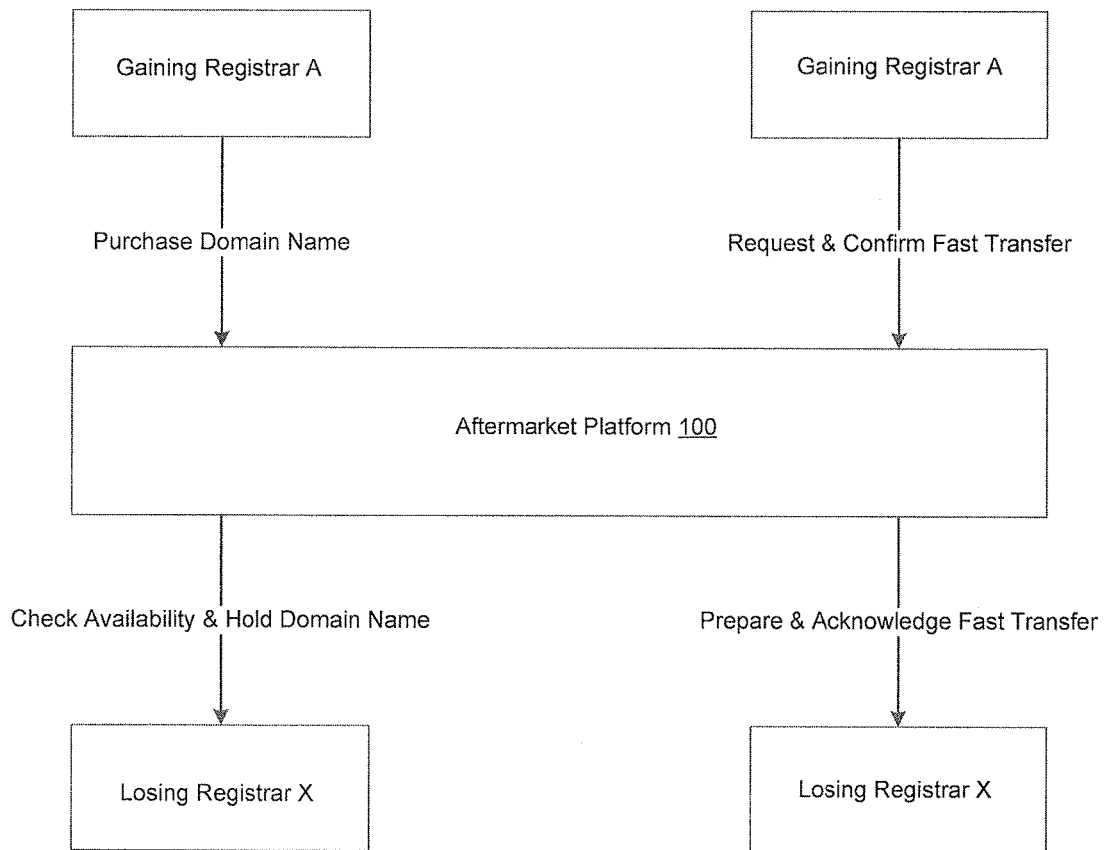 Gaining Registrar A
Gaining Registrar A
Purchase Domain Name
Request & Confirm Fast Transfer
Aftermarket Platform 100
Check Availability & Hold Domain Name
Prepare & Acknowledge Fast Transfer
Losing Registrar X
Losing Registrar X